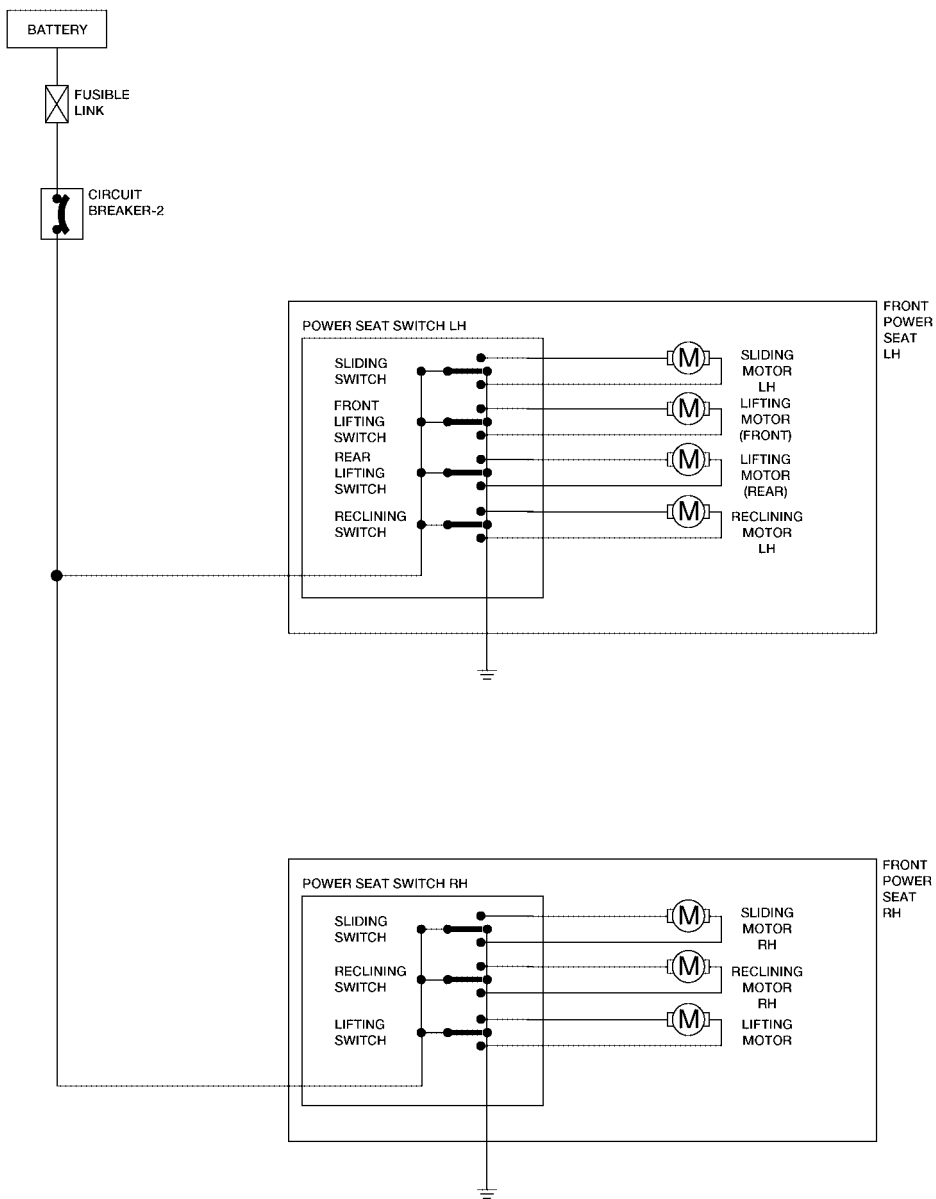 BATTERY
FUSIBLE
LINK
CIRCUIT
BREAKER-2
FRONT
POWER
SEAT
LH
POWER SEAT SWITCH LH
SLIDING
SWITCH
M
SLIDING
MOTOR
LH
FRONT
LIFTING
SWITCH
M
LIFTING
MOTOR
(FRONT)
REAR
LIFTING
SWITCH
M
LIFTING
MOTOR
(REAR)
RECLINING
SWITCH
M
RECLINING
MOTOR
LH
FRONT
POWER
SEAT
RH
POWER SEAT SWITCH RH
SLIDING
SWITCH
M
SLIDING
MOTOR
RH
RECLINING
SWITCH
M
RECLINING
MOTOR
RH
LIFTING
SWITCH
M
LIFTING
MOTOR